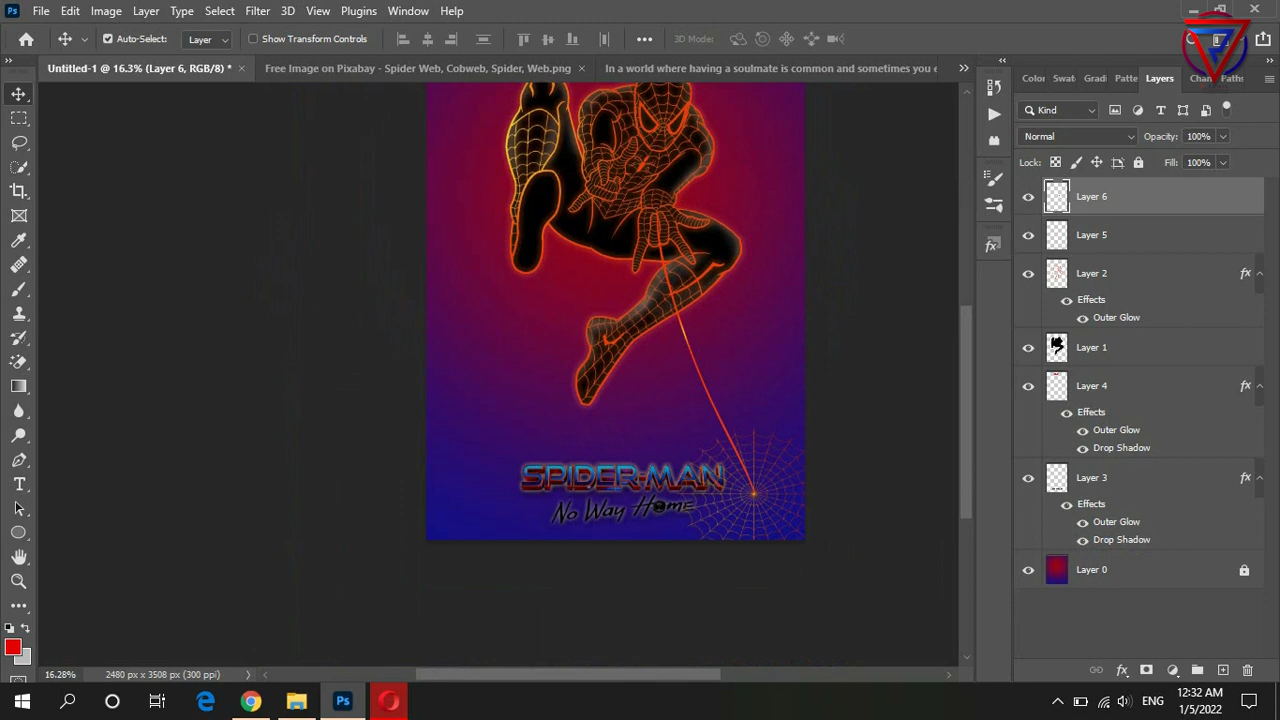 Ps File Edit Image Layer Type Select Filter 3D View Plugins Window Help
Auto-Select: Layer Show Transform Controls 3D Mode:
Untitled-1 @ 16.3% (Layer 6, RGB/8) * × Free Image on Pixabay - Spider Web, Cobweb, Spider, Web.png × In a world where having a soulmate is common and sometimes you e
Color Swat Gradi Patte Layers Cha Paths
Kind
Normal Opacity: 100%
Lock: Fill: 100%
Layer 6
Layer 5
Layer 2 fx
Effects
Outer Glow
Layer 1
Layer 4 fx
Effects
Outer Glow
Drop Shadow
Layer 3 fx
Effects
Outer Glow
Drop Shadow
Layer 0
SPIDER-MAN
No Way Home
16.28% 2480 px x 3508 px (300 ppi)
12:32 AM
ENG
1/5/2022